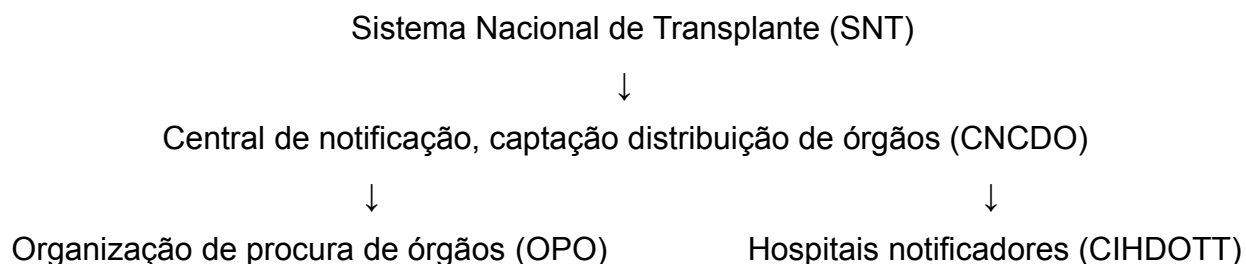 Sistema Nacional de Transplante (SNT)
↓
Central de notificação, captação distribuição de órgãos (CNCDO)
↓ ↓
Organização de procura de órgãos (OPO) Hospitais notificadores (CIHDOTT)